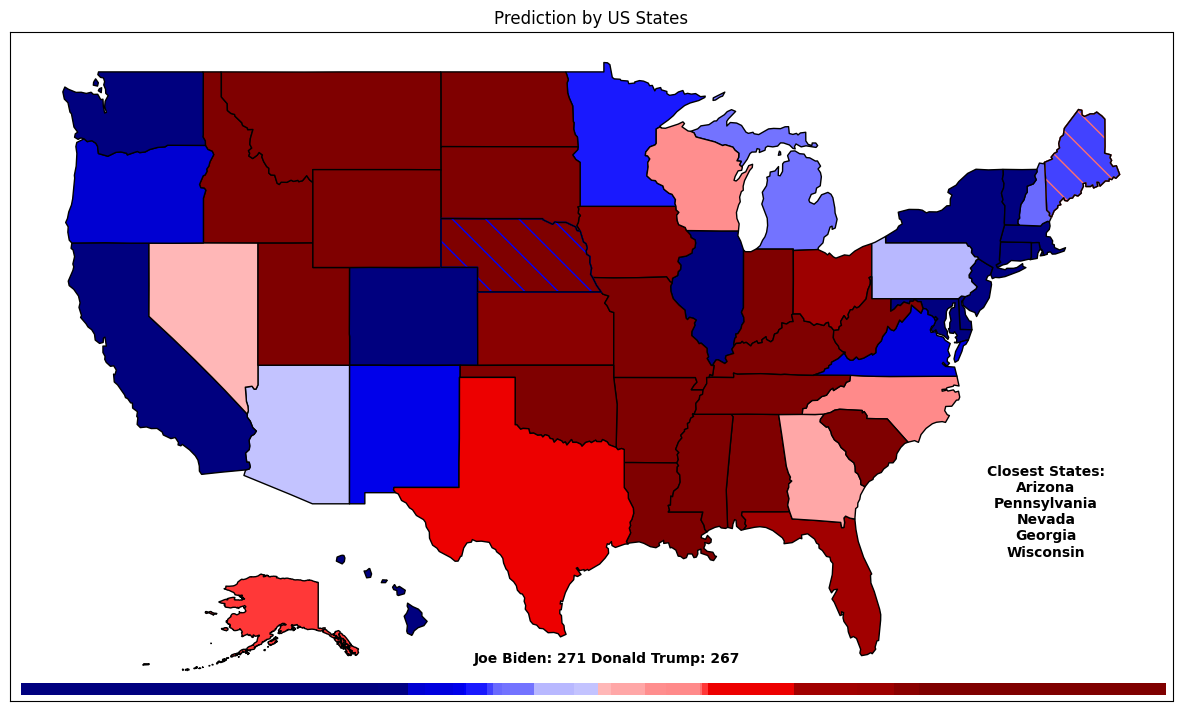 Prediction by US States
Closest States:
Arizona
Pennsylvania
Nevada
Georgia
Wisconsin
Joe Biden: 271 Donald Trump: 267